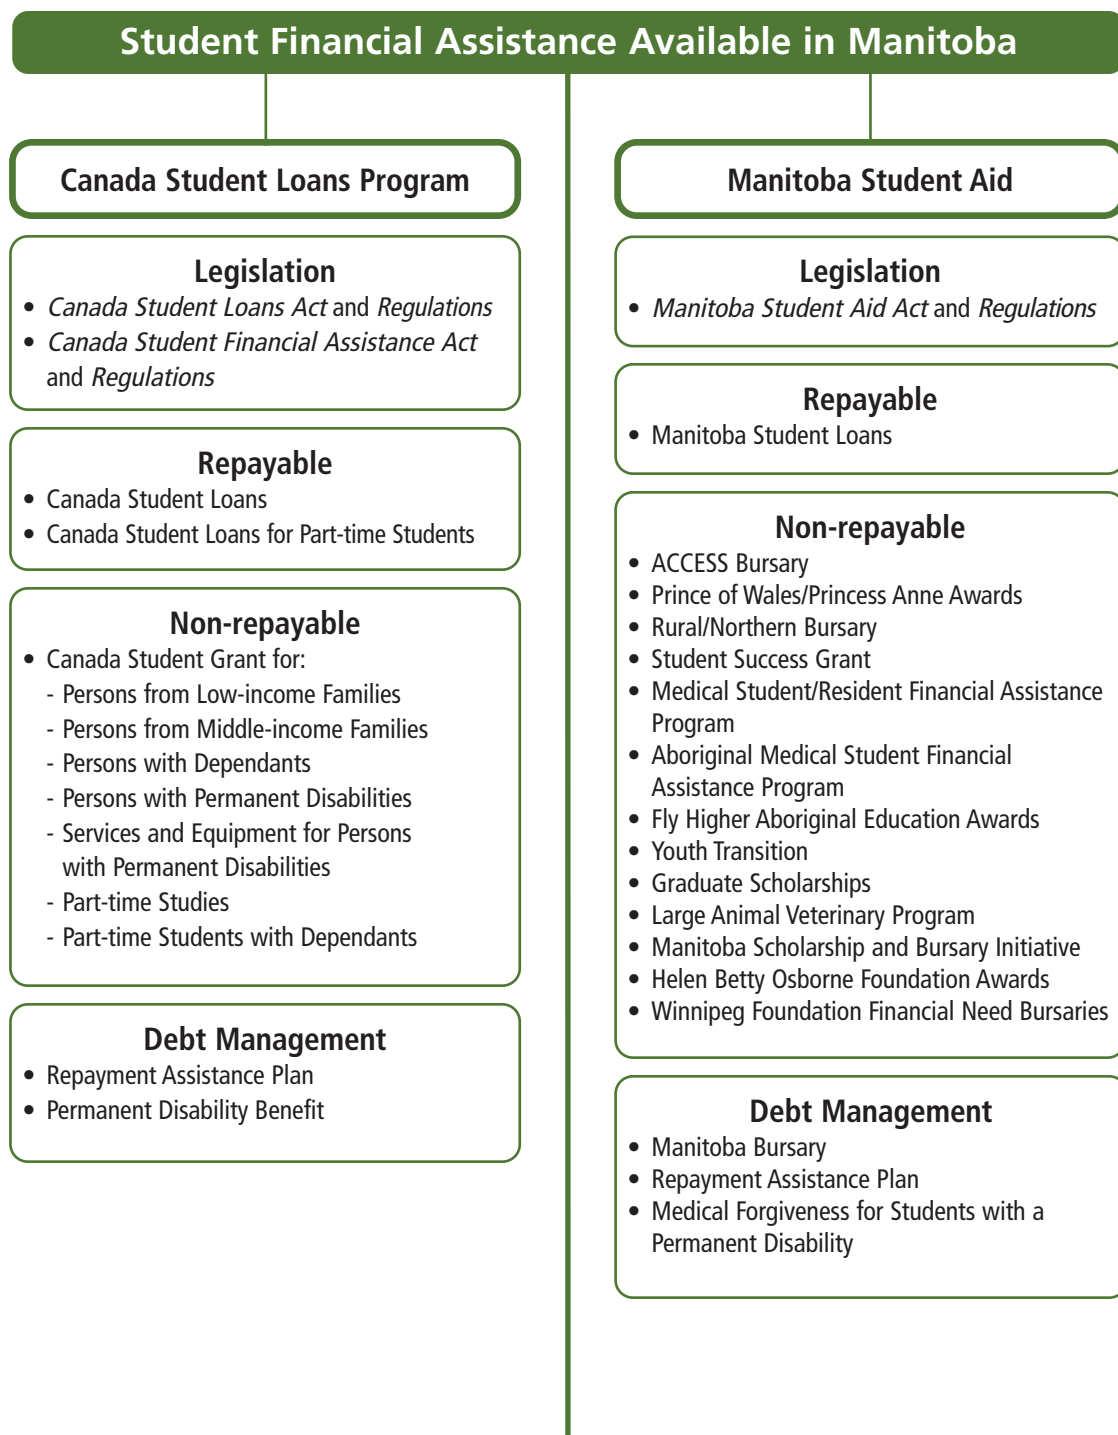 Student Financial Assistance Available in Manitoba
Canada Student Loans Program
Legislation
• Canada Student Loans Act and Regulations
• Canada Student Financial Assistance Act
and Regulations
Repayable
• Canada Student Loans
• Canada Student Loans for Part-time Students
Non-repayable
• Canada Student Grant for:
- Persons from Low-income Families
- Persons from Middle-income Families
- Persons with Dependants
- Persons with Permanent Disabilities
- Services and Equipment for Persons
with Permanent Disabilities
- Part-time Studies
- Part-time Students with Dependants
Debt Management
• Repayment Assistance Plan
• Permanent Disability Benefit
Manitoba Student Aid
Legislation
• Manitoba Student Aid Act and Regulations
Repayable
• Manitoba Student Loans
Non-repayable
• ACCESS Bursary
• Prince of Wales/Princess Anne Awards
• Rural/Northern Bursary
• Student Success Grant
• Medical Student/Resident Financial Assistance
Program
• Aboriginal Medical Student Financial
Assistance Program
• Fly Higher Aboriginal Education Awards
• Youth Transition
• Graduate Scholarships
• Large Animal Veterinary Program
• Manitoba Scholarship and Bursary Initiative
• Helen Betty Osborne Foundation Awards
• Winnipeg Foundation Financial Need Bursaries
Debt Management
• Manitoba Bursary
• Repayment Assistance Plan
• Medical Forgiveness for Students with a
Permanent Disability